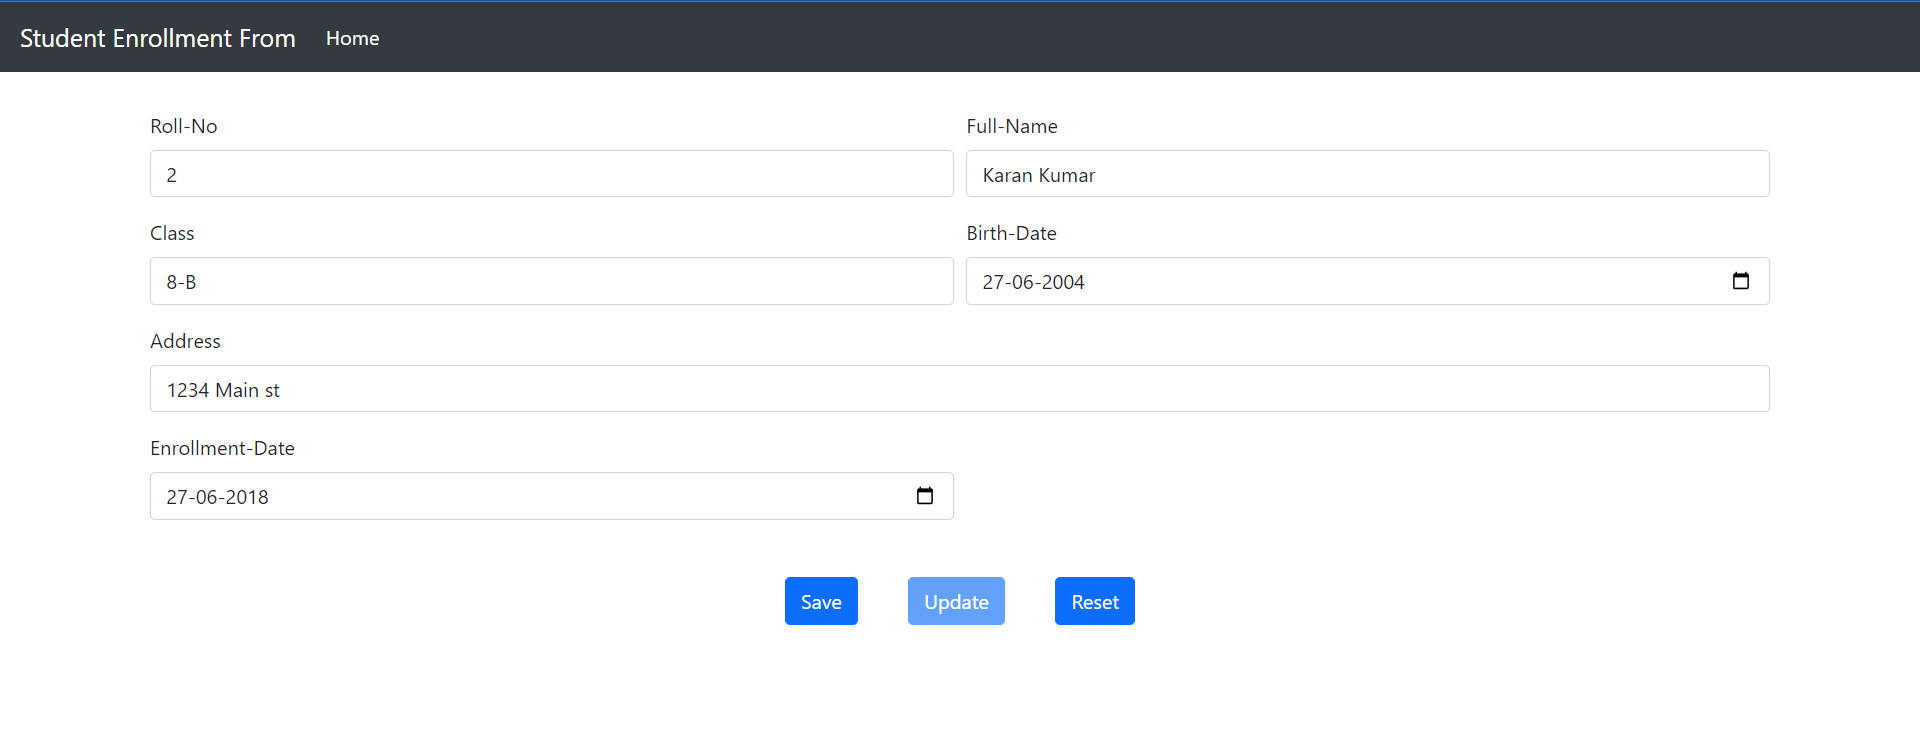 Student Enrollment From Home
Roll-No Full-Name
2 Karan Kumar
Class Birth-Date
8-B 27-06-2004
Address
1234 Main st
Enrollment-Date
27-06-2018
Save Update Reset